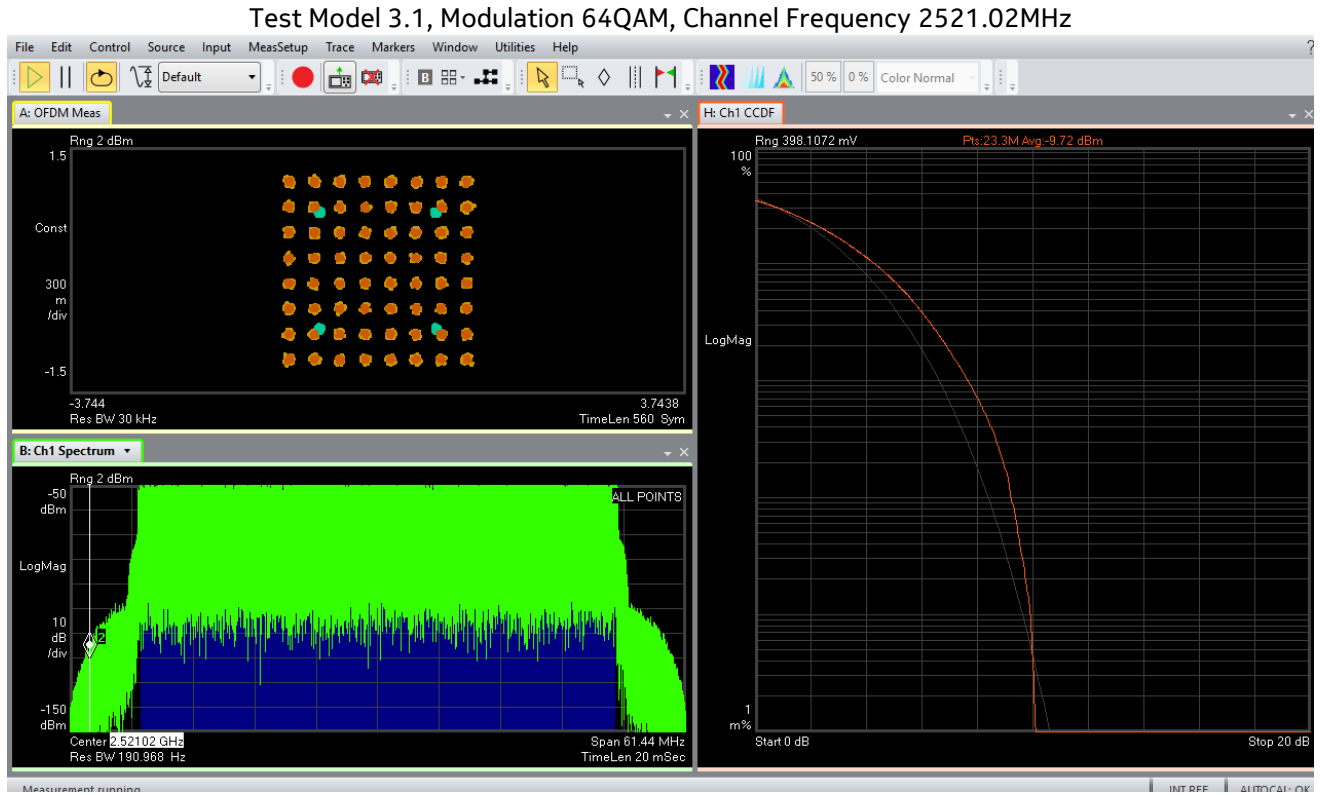 Test Model 3.1, Modulation 64QAM, Channel Frequency 2521.02MHz
File Edit Control Source Input MeasSetup Trace Markers Window Utilities Help ?
Default B 50 % 0 % Color Normal
A: OFDM Meas
Rng 2 dBm
1.5
Const
300
m
/div
-1.5
-3.744 3.7438
Res BW 30 kHz TimeLen 560 Sym
B: Ch1 Spectrum
Rng 2 dBm
-50
dBm
ALL POINTS
LogMag
10
dB
/div
2
-150
dBm
Center 2.52102 GHz Span 61.44 MHz
Res BW 190.968 Hz TimeLen 20 mSec
H: Ch1 CCDF
Rng 398.1072 mV Pts:23.3M Avg:-9.72 dBm
100
%
LogMag
1
m%
Start 0 dB Stop 20 dB
Measurement running INT REF AUTOCAL: OK